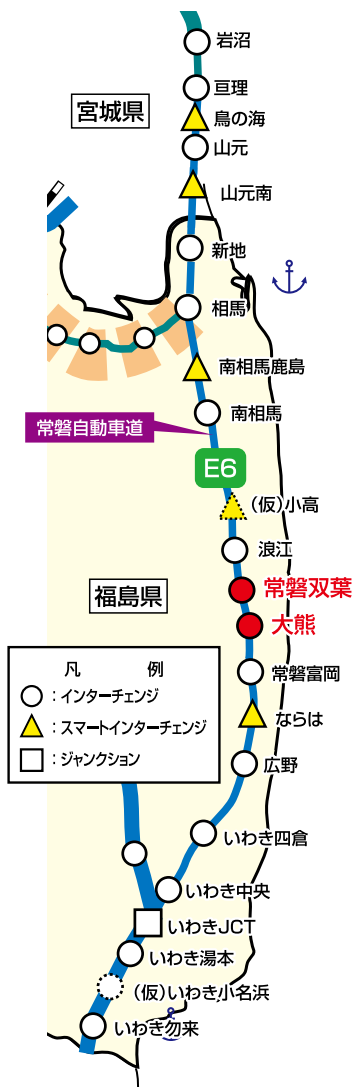 岩沼
亘理
宮城県
鳥の海
山元
山元南
新地
相馬
南相馬鹿島
南相馬
常磐自動車道
E6
(仮)小高
浪江
常磐双葉
福島県
大熊
凡 例
：インターチェンジ
：スマートインターチェンジ
：ジャンクション
常磐富岡
ならは
広野
いわき四倉
いわき中央
いわきJCT
いわき湯本
(仮)いわき小名浜
いわき勿来